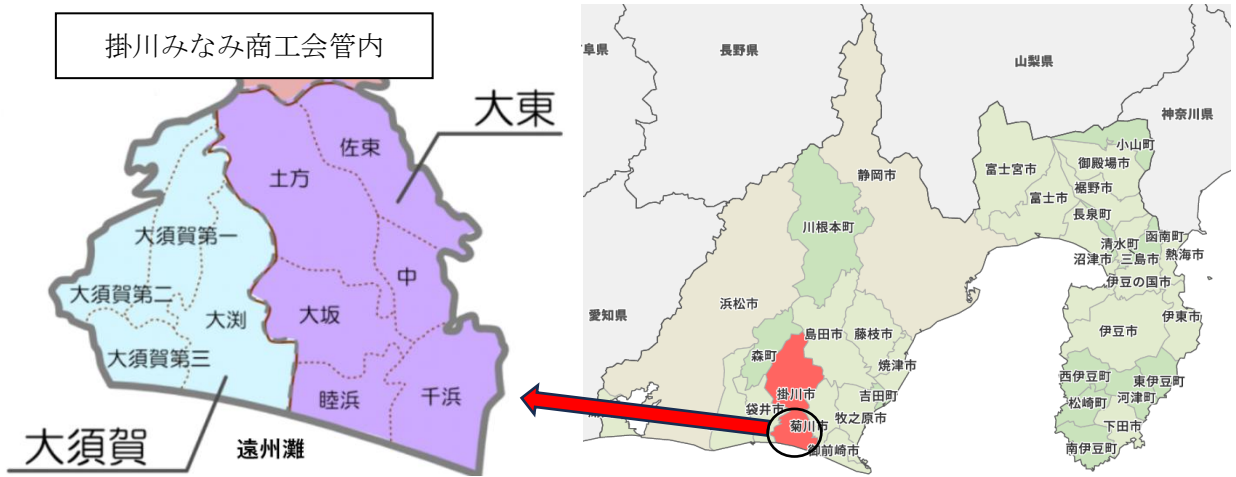 掛川みなみ商工会管内
大東
佐束
土方
大須賀第一
中
大須賀第二
大渕
大坂
大須賀第三
睦浜
千浜
大須賀
遠州灘
阜県
長野県
山梨県
神奈川県
小山町
静岡市
富士宮市
御殿場市
裾野市
富士市
長泉町
川根本町
清水町
函南町
沼津市
三島市
熱海市
伊豆の国市
浜松市
愛知県
島田市
藤枝市
伊豆市
伊東市
森町
焼津市
西伊豆町
東伊豆町
掛川市
吉田町
松崎町
河津町
袋井市
牧之原市
菊川市
下田市
御前崎市
南伊豆町